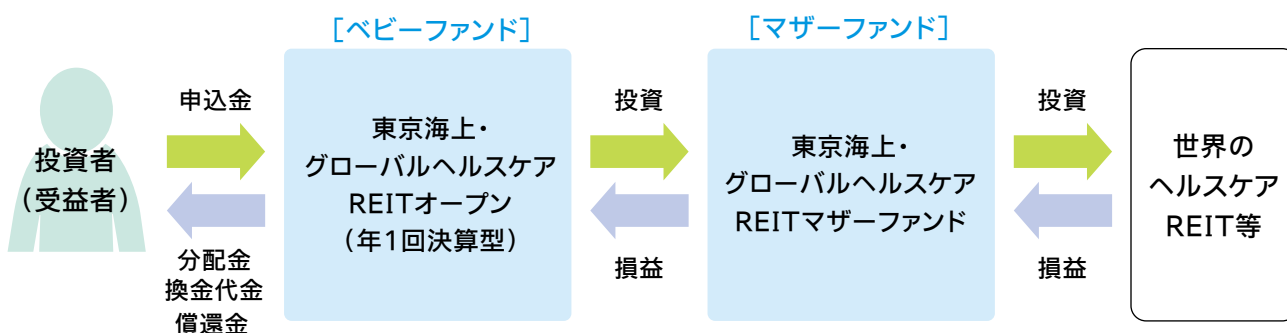 [ベビーファンド]
[マザーファンド]
投資者
(受益者)
申込金
分配金
換金代金
償還金
東京海上・
グローバルヘルスケア
REITオープン
(年1回決算型)
投資
損益
東京海上・
グローバルヘルスケア
REITマザーファンド
投資
損益
世界の
ヘルスケア
REIT等